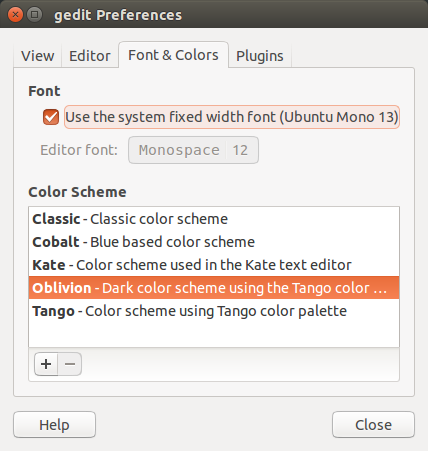 gedit Preferences
View Editor Font & Colors Plugins
Font
Use the system fixed width font (Ubuntu Mono 13)
Editor font: Monospace 12
Color Scheme
Classic - Classic color scheme
Cobalt - Blue based color scheme
Kate - Color scheme used in the Kate text editor
Oblivion - Dark color scheme using the Tango color ...
Tango - Color scheme using Tango color palette
Help Close